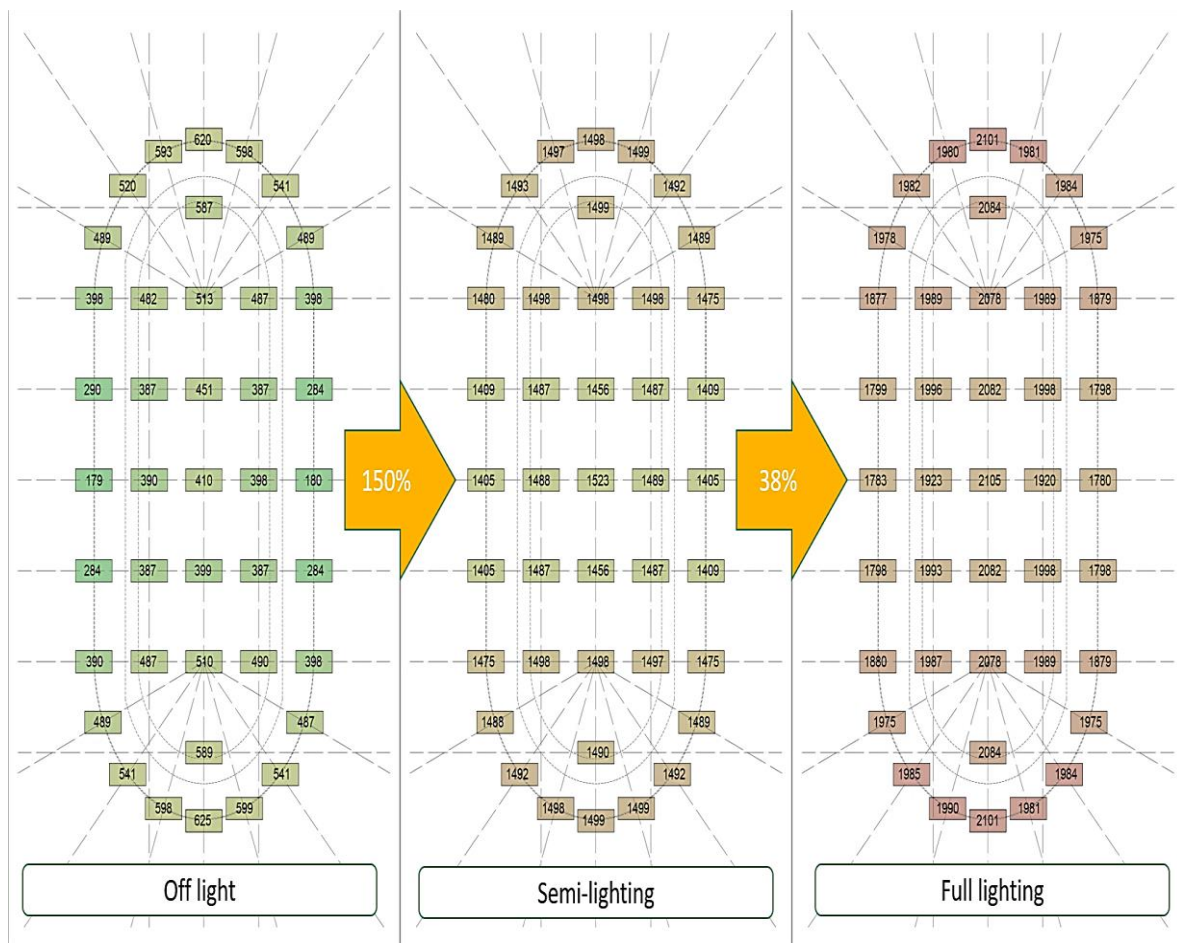 620
593 598
520 541
587
489 489
398 482 513 487 398
290 387 451 387 284
179 390 410 398 180
284 387 399 387 284
390 487 510 490 398
489 487
589
541 541
598 599
625
Off light
150%
1498
1497 1499
1493 1492
1499
1489 1489
1480 1498 1498 1498 1475
1409 1487 1456 1487 1409
1405 1488 1523 1489 1405
1405 1487 1456 1487 1409
1475 1498 1498 1497 1475
1488 1489
1490
1492 1492
1498 1499
1499
Semi-lighting
38%
2101
1980 1981
1982 1984
2084
1978 1975
1877 1989 2078 1989 1879
1799 1996 2082 1998 1798
1783 1923 2105 1920 1780
1798 1993 2082 1998 1798
1880 1987 2078 1989 1879
1975 1975
2084
1985 1984
1990 1981
2101
Full lighting